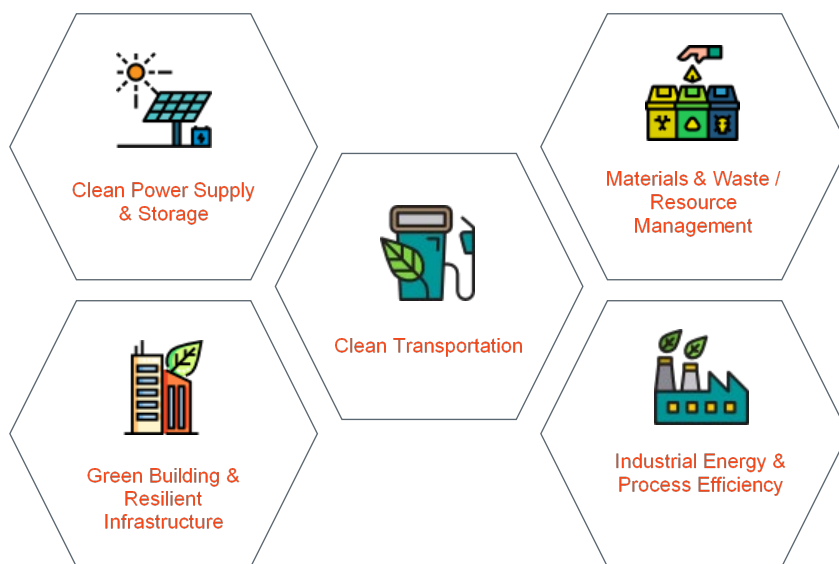 Clean Power Supply
& Storage
Materials & Waste /
Resource
Management
Clean Transportation
Green Building &
Resilient
Infrastructure
Industrial Energy &
Process Efficiency